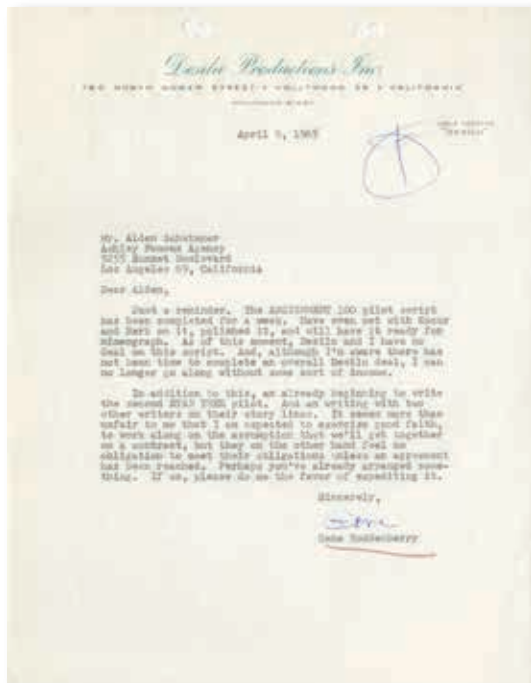 Desilu Productions Inc.
CALIFORNIA
April 9, 1965
Mr. Alden
Ashley Famous Agency
Boulevard
Los Angeles 69, California
Dear Alden,
Just a reminder. The ASSIGNMENT 100 pilot script
has been completed for a week. Have even met with Oscar
and Herb on it, polished it, and will have it ready for
mimeograph. As of this moment, Desilu and I have no
deal on this script. And, although I'm aware there has
not been time to complete an overall Desilu deal, I can
no longer go along without some sort of income.
In addition to this, am already beginning to write
the second STAR TREK pilot. And am working with two
other writers on their story lines. It seems more than
unfair to me that I am expected to exercise good faith,
to work along on the assumption that we'll get together
on a contract, but they on the other hand feel no
obligation to meet their obligations unless an agreement
has been reached. Perhaps you've already arranged some-
thing. If so, please do me the favor of expediting it.
Sincerely,
Gene
Gene Roddenberry